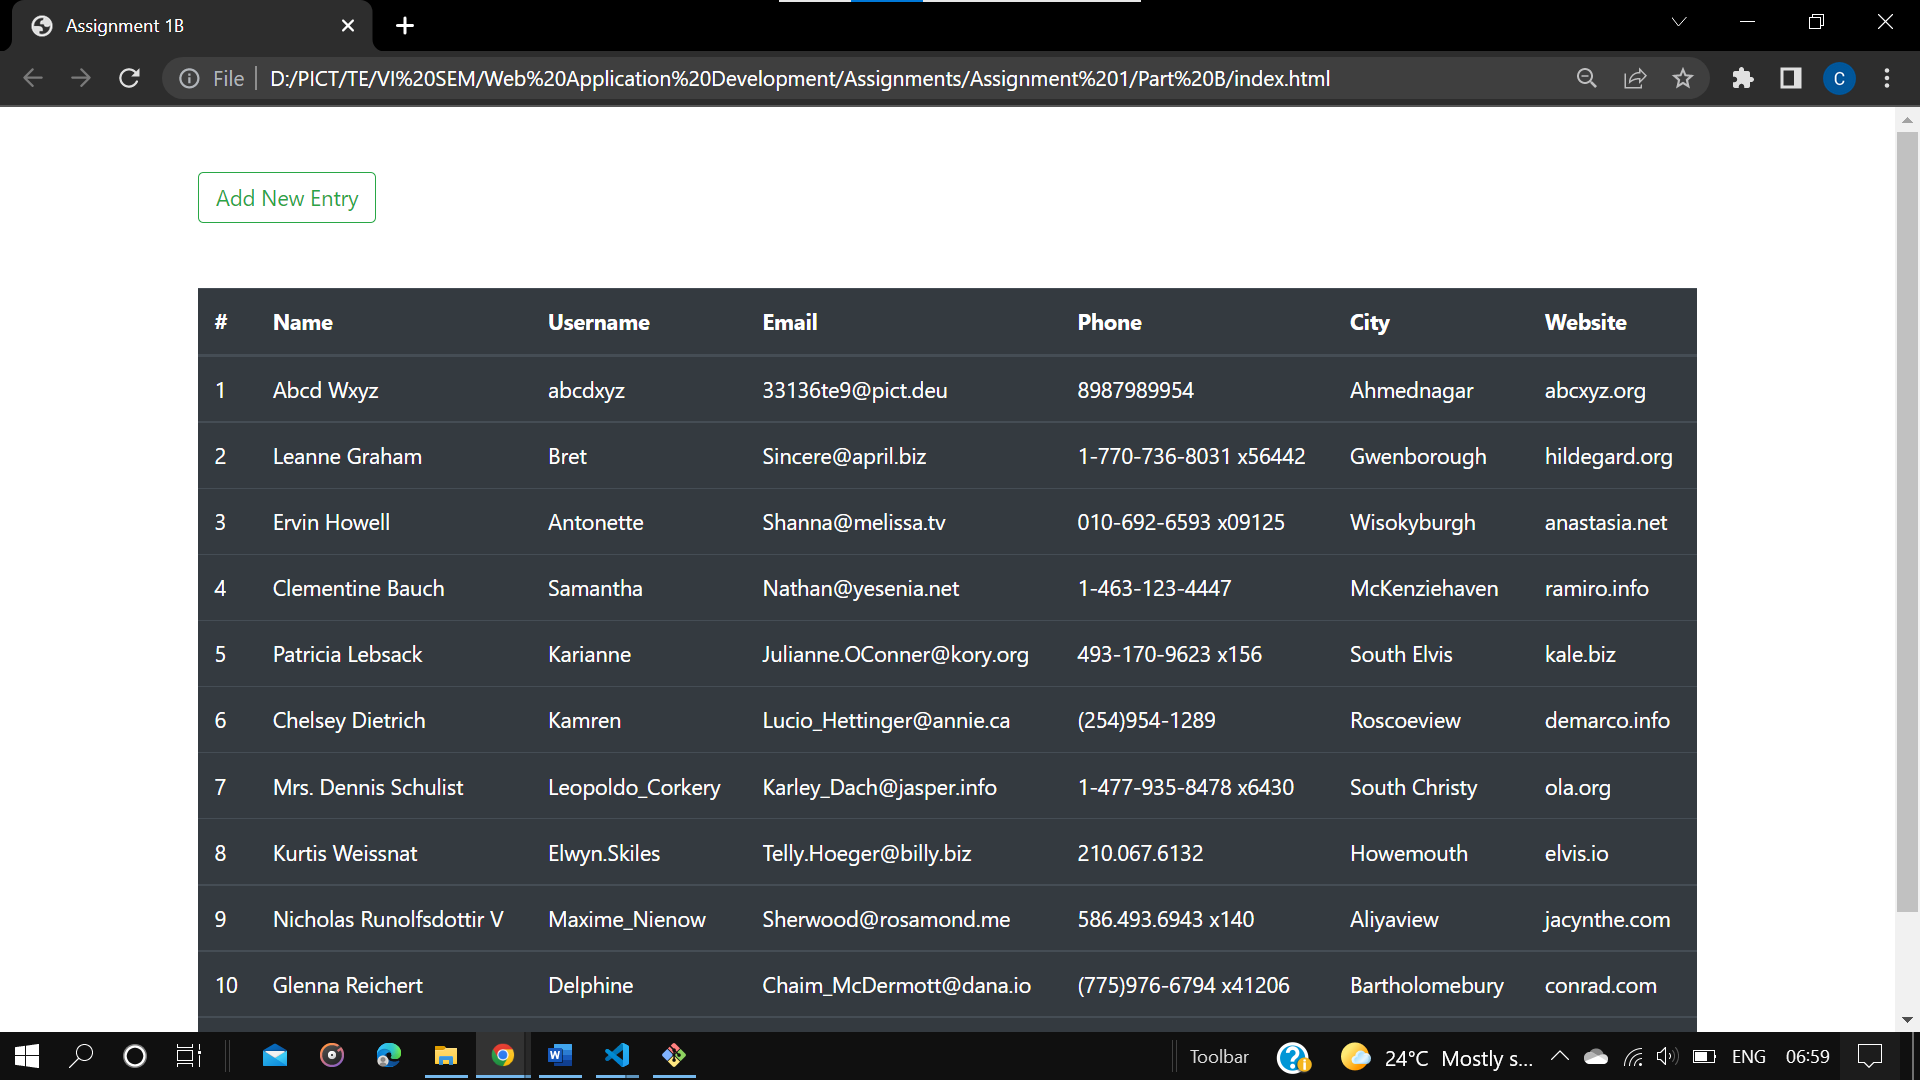 Assignment 1B
File D:/PICT/TE/VI%20SEM/Web%20Application%20Development/Assignments/Assignment%201/Part%20B/index.html
C
Add New Entry
# Name Username Email Phone City Website
1 Abcd Wxyz abcdxyz 33136te9@pict.deu 8987989954 Ahmednagar abcxyz.org
2 Leanne Graham Bret Sincere@april.biz 1-770-736-8031 x56442 Gwenborough hildegard.org
3 Ervin Howell Antonette Shanna@melissa.tv 010-692-6593 x09125 Wisokyburgh anastasia.net
4 Clementine Bauch Samantha Nathan@yesenia.net 1-463-123-4447 McKenziehaven ramiro.info
5 Patricia Lebsack Karianne Julianne.OConner@kory.org 493-170-9623 x156 South Elvis kale.biz
6 Chelsey Dietrich Kamren Lucio_Hettinger@annie.ca (254)954-1289 Roscoeview demarco.info
7 Mrs. Dennis Schulist Leopoldo_Corkery Karley_Dach@jasper.info 1-477-935-8478 x6430 South Christy ola.org
8 Kurtis Weissnat Elwyn.Skiles Telly.Hoeger@billy.biz 210.067.6132 Howemouth elvis.io
9 Nicholas Runolfsdottir V Maxime_Nienow Sherwood@rosamond.me 586.493.6943 x140 Aliyaview jacynthe.com
10 Glenna Reichert Delphine Chaim_McDermott@dana.io (775)976-6794 x41206 Bartholomebury conrad.com
Toolbar 24°C Mostly s... ENG 06:59